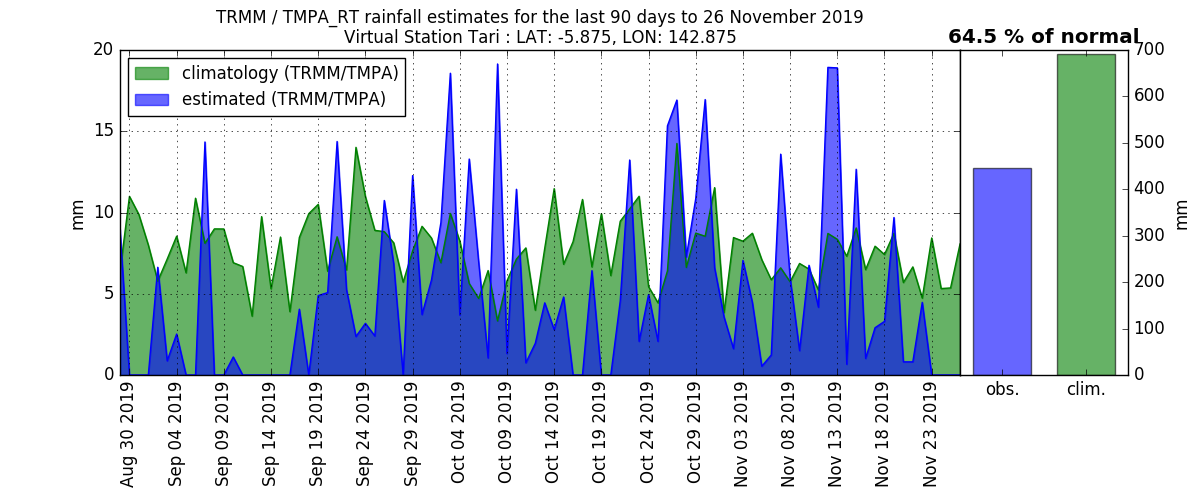 TRMM / TMPA_RT rainfall estimates for the last 90 days to 26 November 2019
Virtual Station Tari : LAT: -5.875, LON: 142.875
64.5 % of normal
climatology (TRMM/TMPA)
estimated (TRMM/TMPA)
20
15
10
5
0
mm
700
600
500
400
300
200
100
0
mm
obs.
clim.
Aug 30 2019
Sep 04 2019
Sep 09 2019
Sep 14 2019
Sep 19 2019
Sep 24 2019
Sep 29 2019
Oct 04 2019
Oct 09 2019
Oct 14 2019
Oct 19 2019
Oct 24 2019
Oct 29 2019
Nov 03 2019
Nov 08 2019
Nov 13 2019
Nov 18 2019
Nov 23 2019